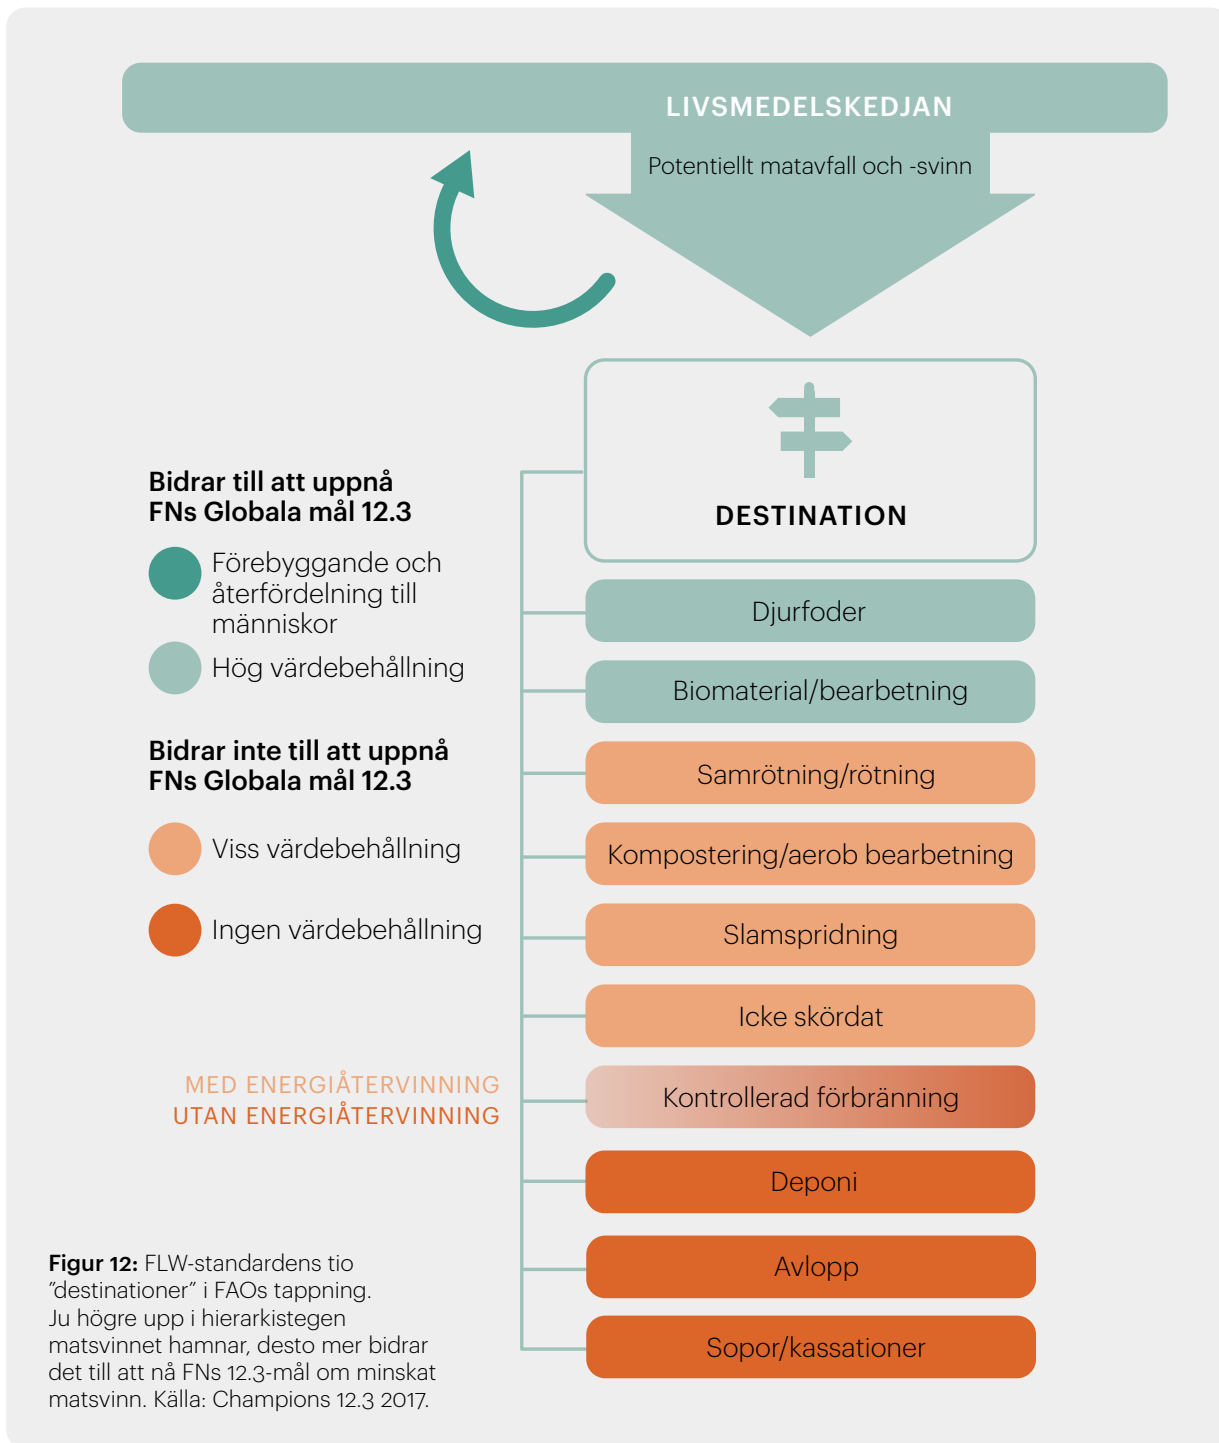 LIVSMEDELSKEDJAN
Potentiellt matavfall och -svinn
DESTINATION
Bidrar till att uppnå
FNs Globala mål 12.3
Förebyggande och
återfördelning till
människor
Hög värdebehållning
Bidrar inte till att uppnå
FNs Globala mål 12.3
Viss värdebehållning
Ingen värdebehållning
Djurfoder
Biomaterial/bearbetning
Samrötning/rötning
Kompostering/aerob bearbetning
Slamspridning
Icke skördat
MED ENERGIÅTERVINNING
UTAN ENERGIÅTERVINNING
Kontrollerad förbränning
Deponi
Avlopp
Sopor/kassationer
Figur 12: FLW-standardens tio
”destinationer” i FAOs tappning.
Ju högre upp i hierarkistegen
matsvinnet hamnar, desto mer bidrar
det till att nå FNs 12.3-mål om minskat
matsvinn. Källa: Champions 12.3 2017.